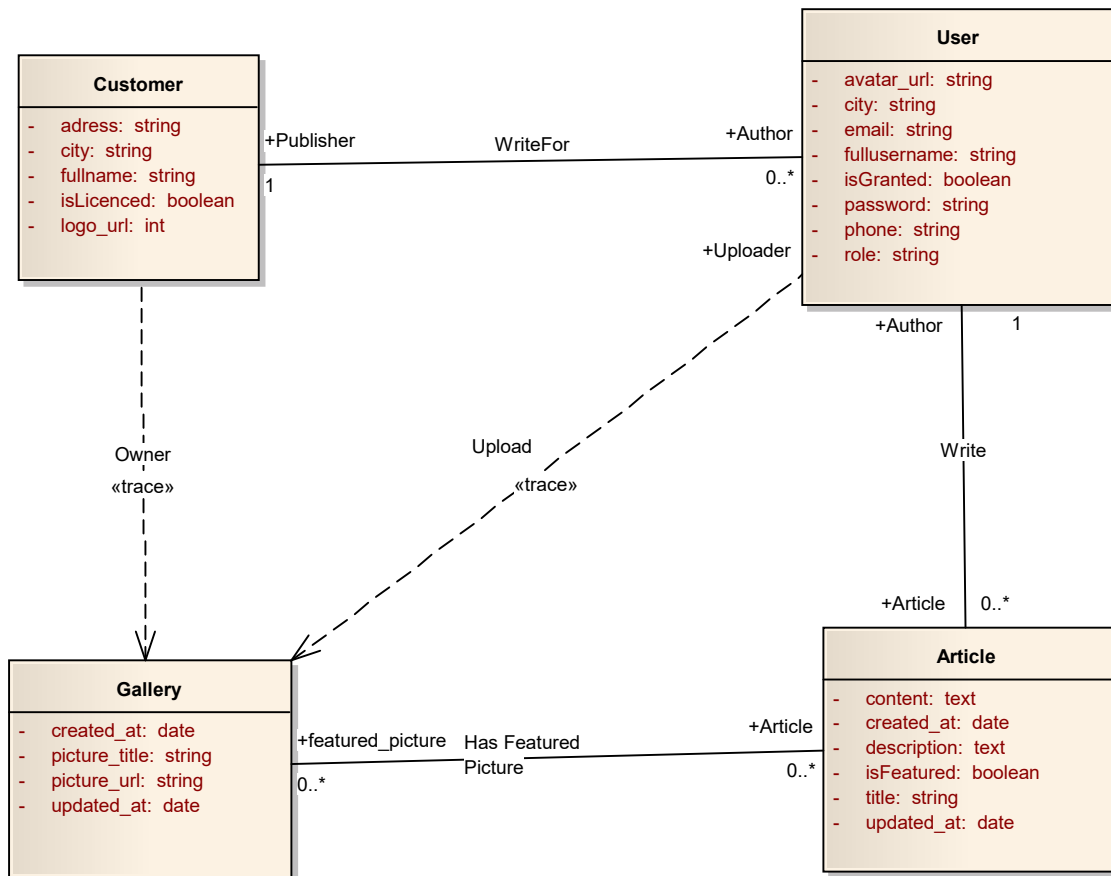 Customer
- adress: string
- city: string
- fullname: string
- isLicenced: boolean
- logo_url: int
User
- avatar_url: string
- city: string
- email: string
- fullusername: string
- isGranted: boolean
- password: string
- phone: string
- role: string
+Publisher
1
WriteFor
+Author
0..*
+Uploader
Upload
«trace»
Owner
«trace»
+Author
1
Write
+Article
0..*
Gallery
- created_at: date
- picture_title: string
- picture_url: string
- updated_at: date
+featured_picture
0..*
Has Featured
Picture
+Article
0..*
Article
- content: text
- created_at: date
- description: text
- isFeatured: boolean
- title: string
- updated_at: date